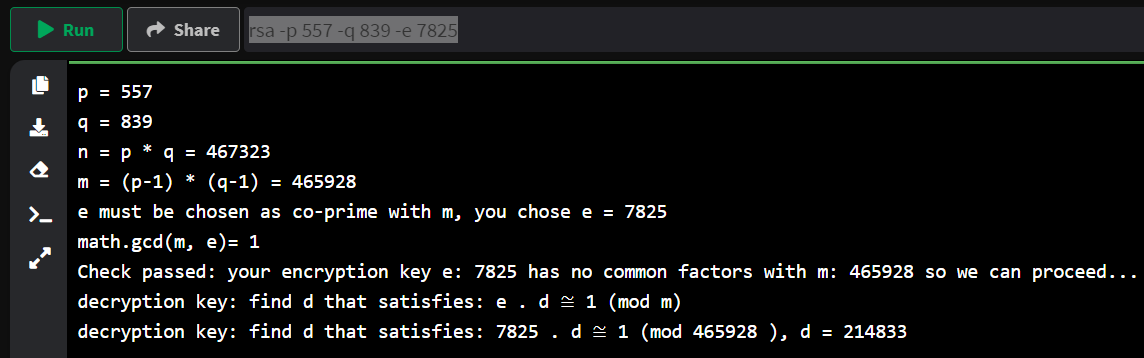 Run Share rsa -p 557 -q 839 -e 7825
p = 557
q = 839
n = p * q = 467323
m = (p-1) * (q-1) = 465928
e must be chosen as co-prime with m, you chose e = 7825
math.gcd(m, e)= 1
Check passed: your encryption key e: 7825 has no common factors with m: 465928 so we can proceed...
decryption key: find d that satisfies: e . d ≅ 1 (mod m)
decryption key: find d that satisfies: 7825 . d ≅ 1 (mod 465928 ), d = 214833